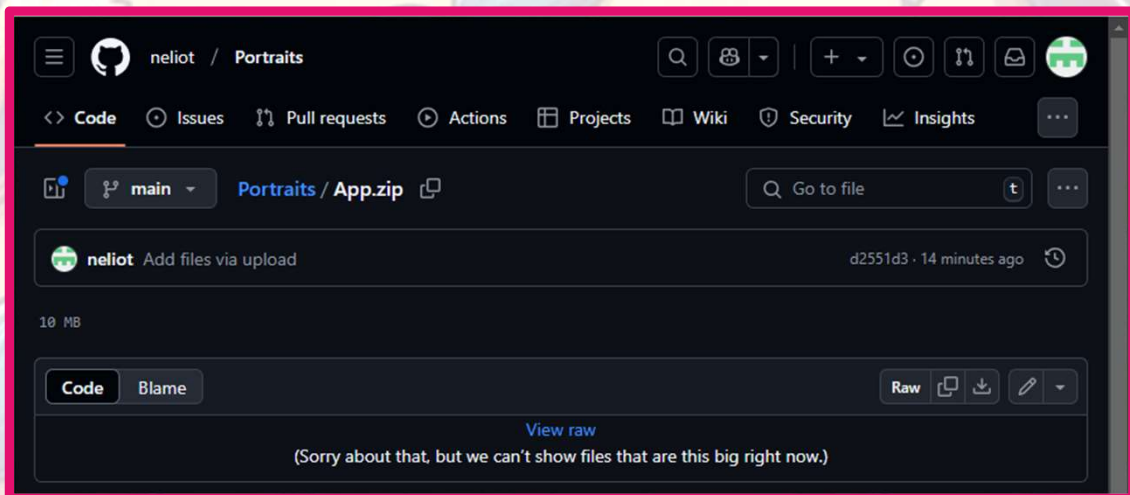 neliot / Portraits
Code Issues Pull requests Actions Projects Wiki Security Insights
main Portraits / App.zip Go to file t
neliot Add files via upload d2551d3 · 14 minutes ago
10 MB
Code Blame Raw
View raw
(Sorry about that, but we can't show files that are this big right now.)